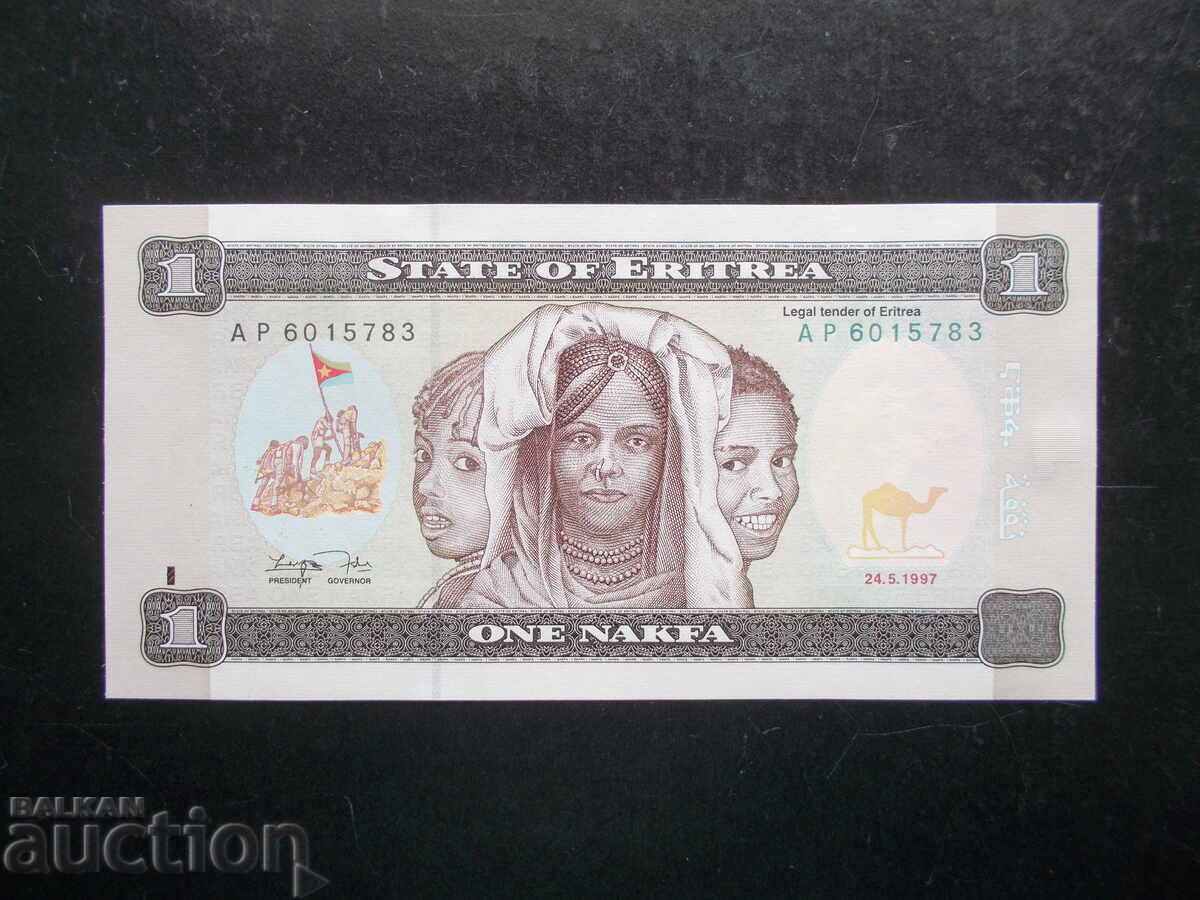 1
STATE OF ERITREA
1
Legal tender of Eritrea
AP 6015783
AP 6015783
ናቕፋ
PRESIDENT GOVERNOR
24.5.1997
1
ONE NAKFA
BALKAN
auction